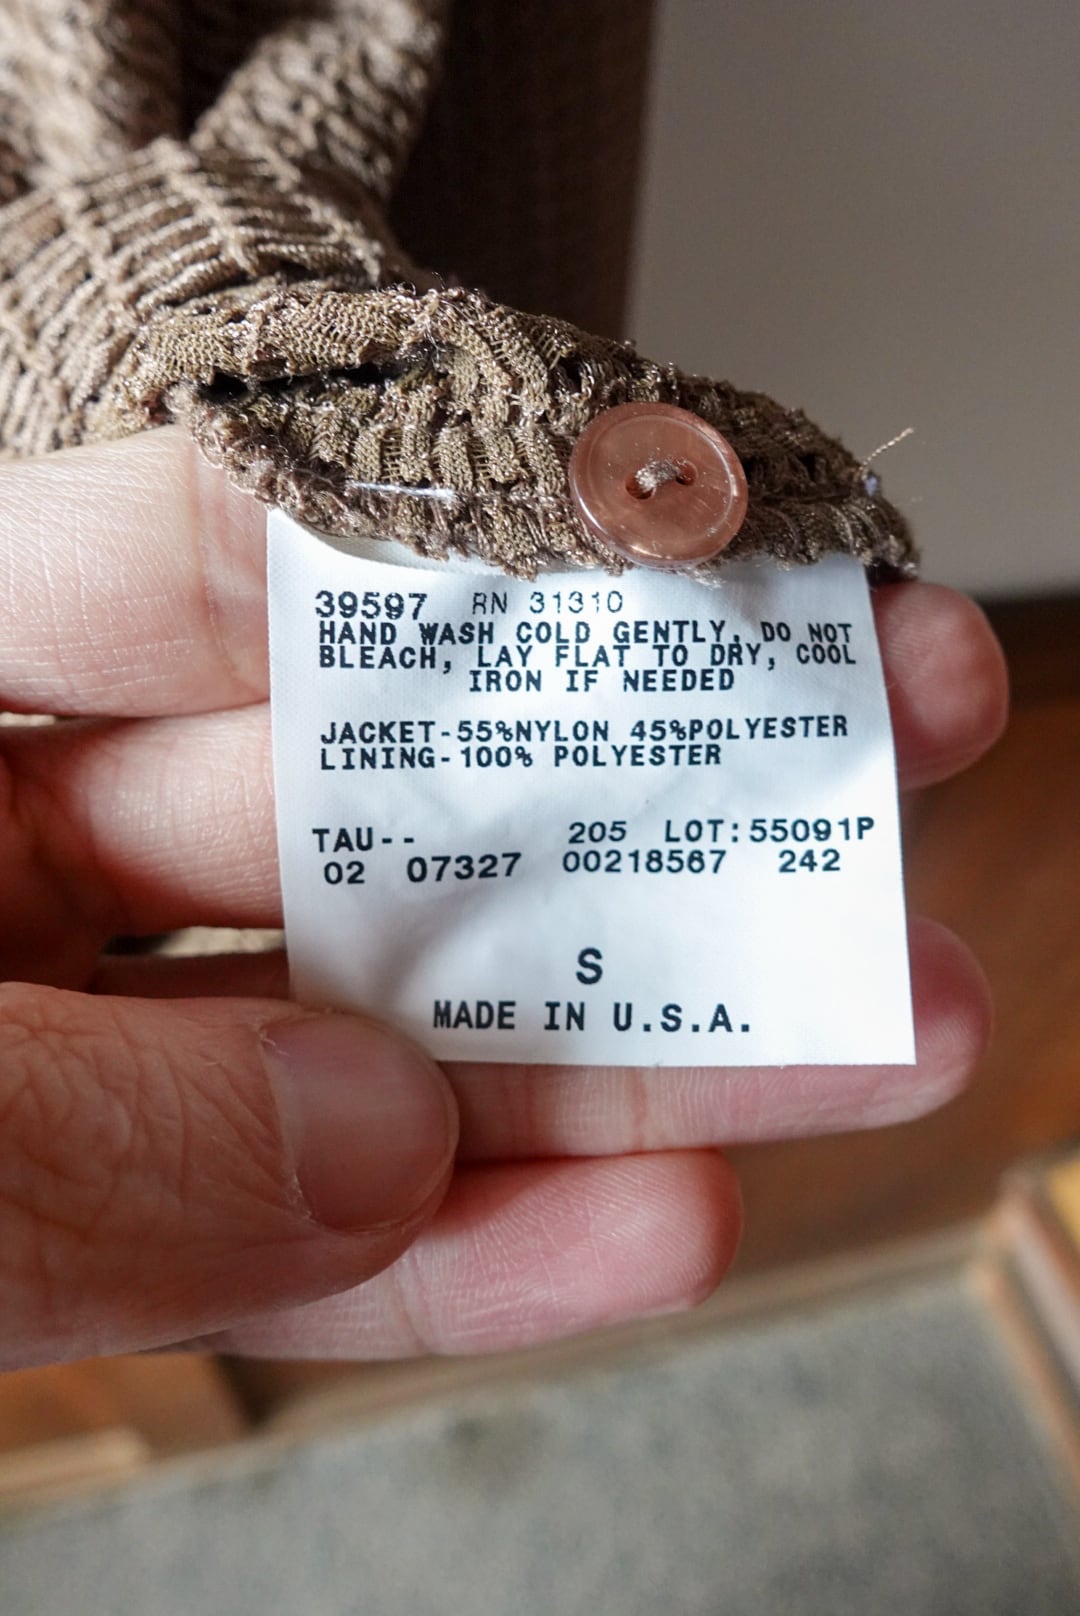 39597 RN 31310
HAND WASH COLD GENTLY, DO NOT
BLEACH, LAY FLAT TO DRY, COOL
IRON IF NEEDED
JACKET-55%NYLON 45%POLYESTER
LINING-100% POLYESTER
TAU-- 205 LOT:55091P
02 07327 00218567 242
S
MADE IN U.S.A.